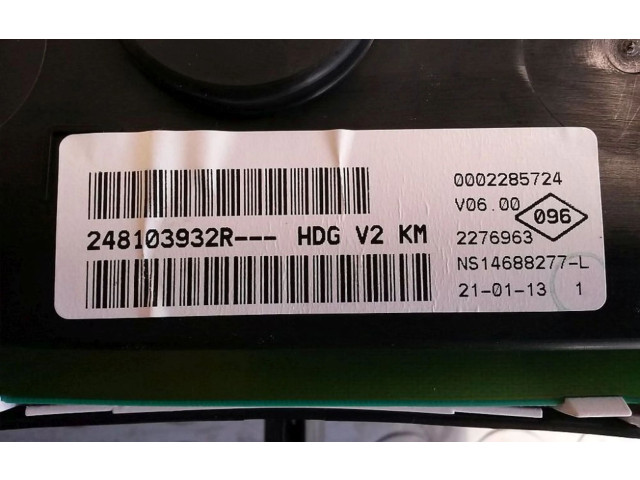 248103932R--- HDG V2 KM
0002285724
V06.00
096
2276963
NS14688277-L
21-01-13 1